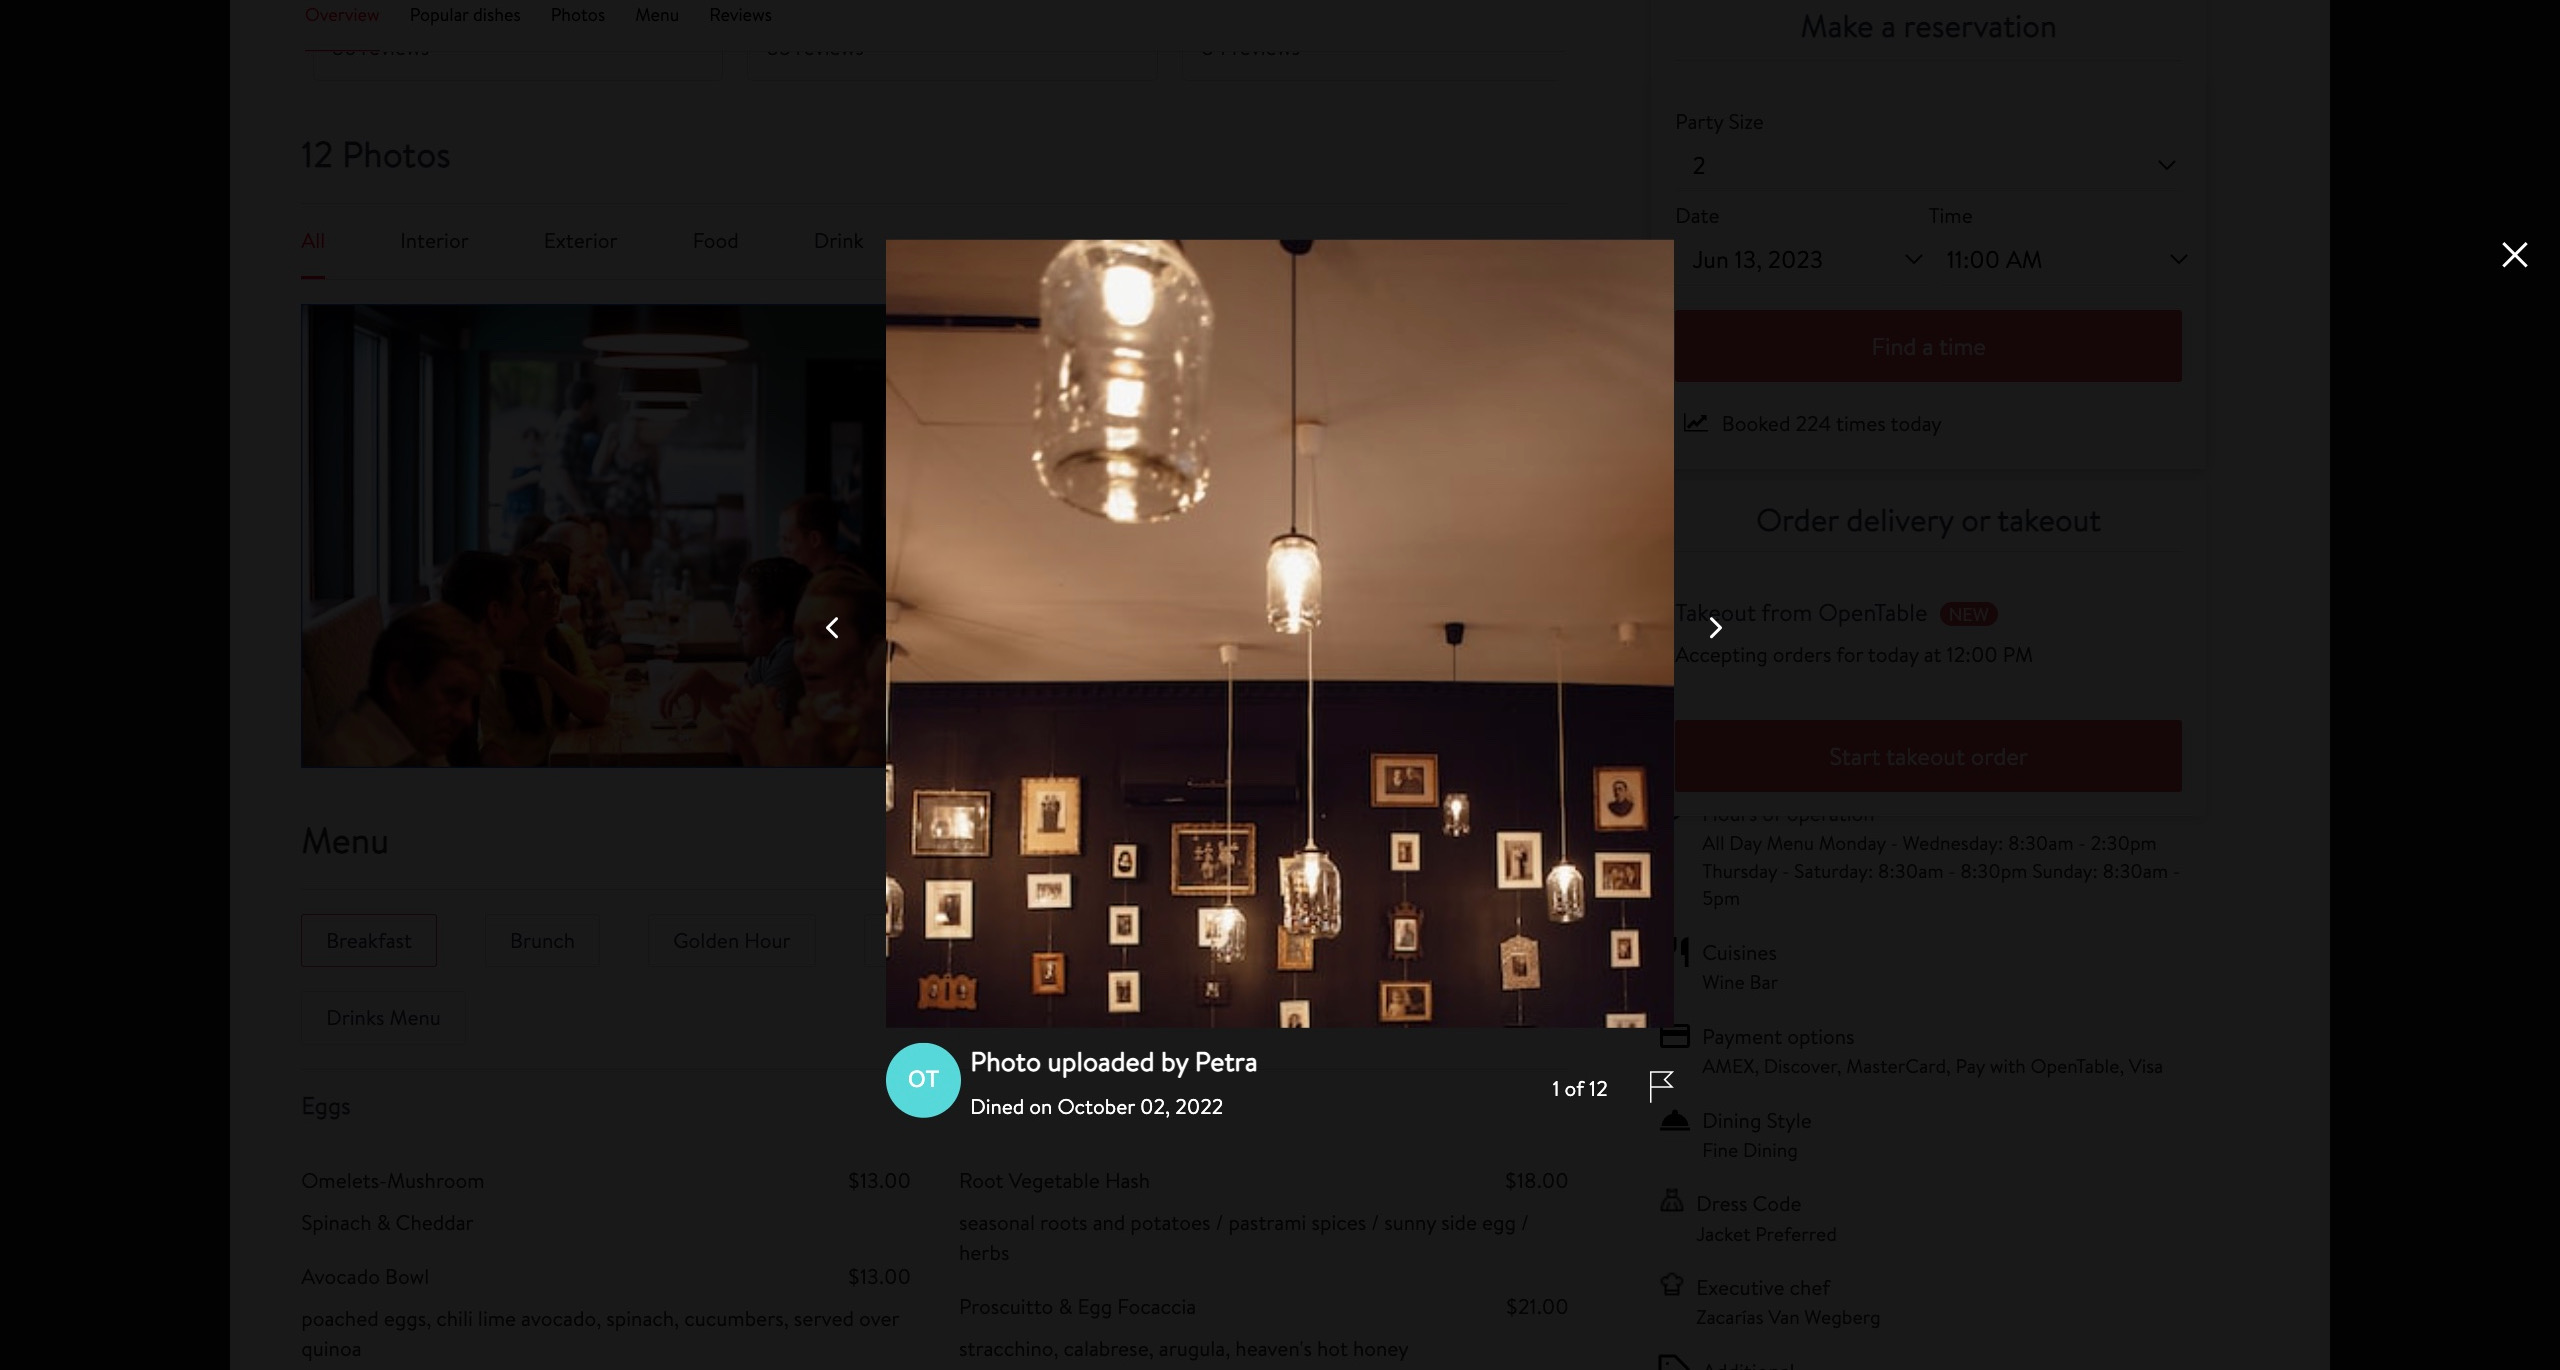 Overview Popular dishes Photos Menu Reviews
12 Photos
All Interior Exterior Food Drink
Menu
Breakfast Brunch Golden Hour
Drinks Menu
Eggs
Omelets-Mushroom $13.00
Spinach & Cheddar
Avocado Bowl $13.00
poached eggs, chili lime avocado, spinach, cucumbers, served over
quinoa
Root Vegetable Hash $18.00
seasonal roots and potatoes / pastrami spices / sunny side egg /
herbs
Proscuitto & Egg Focaccia $21.00
stracchino, calabrese, arugula, heaven's hot honey
OT
Photo uploaded by Petra
Dined on October 02, 2022
1 of 12
Make a reservation
Party Size
2
Date Time
Jun 13, 2023 11:00 AM
Find a time
Booked 224 times today
Order delivery or takeout
Takeout from OpenTable NEW
Accepting orders for today at 12:00 PM
Start takeout order
Hours of operation
All Day Menu Monday - Wednesday: 8:30am - 2:30pm
Thursday - Saturday: 8:30am - 8:30pm Sunday: 8:30am -
5pm
Cuisines
Wine Bar
Payment options
AMEX, Discover, MasterCard, Pay with OpenTable, Visa
Dining Style
Fine Dining
Dress Code
Jacket Preferred
Executive chef
Zacarías Van Wegberg
Additional